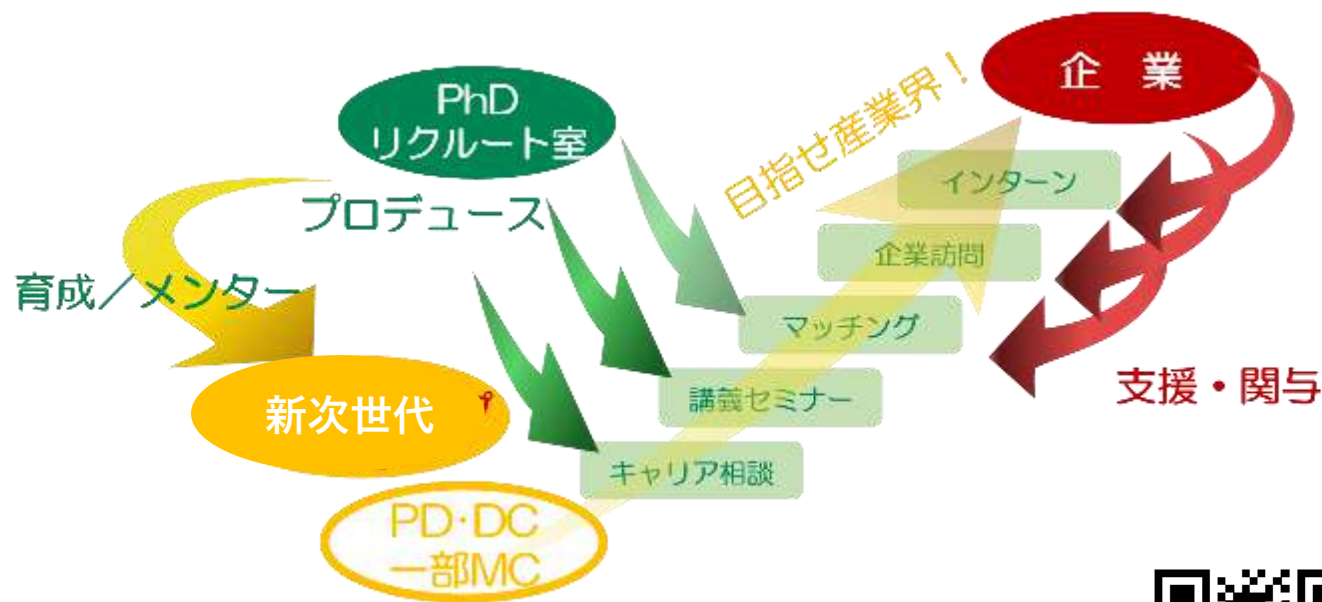 企 業
目指せ産業界！
PhD
リクルート室
プロデュース
インターン
企業訪問
育成／メンター
マッチング
支援・関与
講義セミナー
新次世代
キャリア相談
PD・DC
一部MC